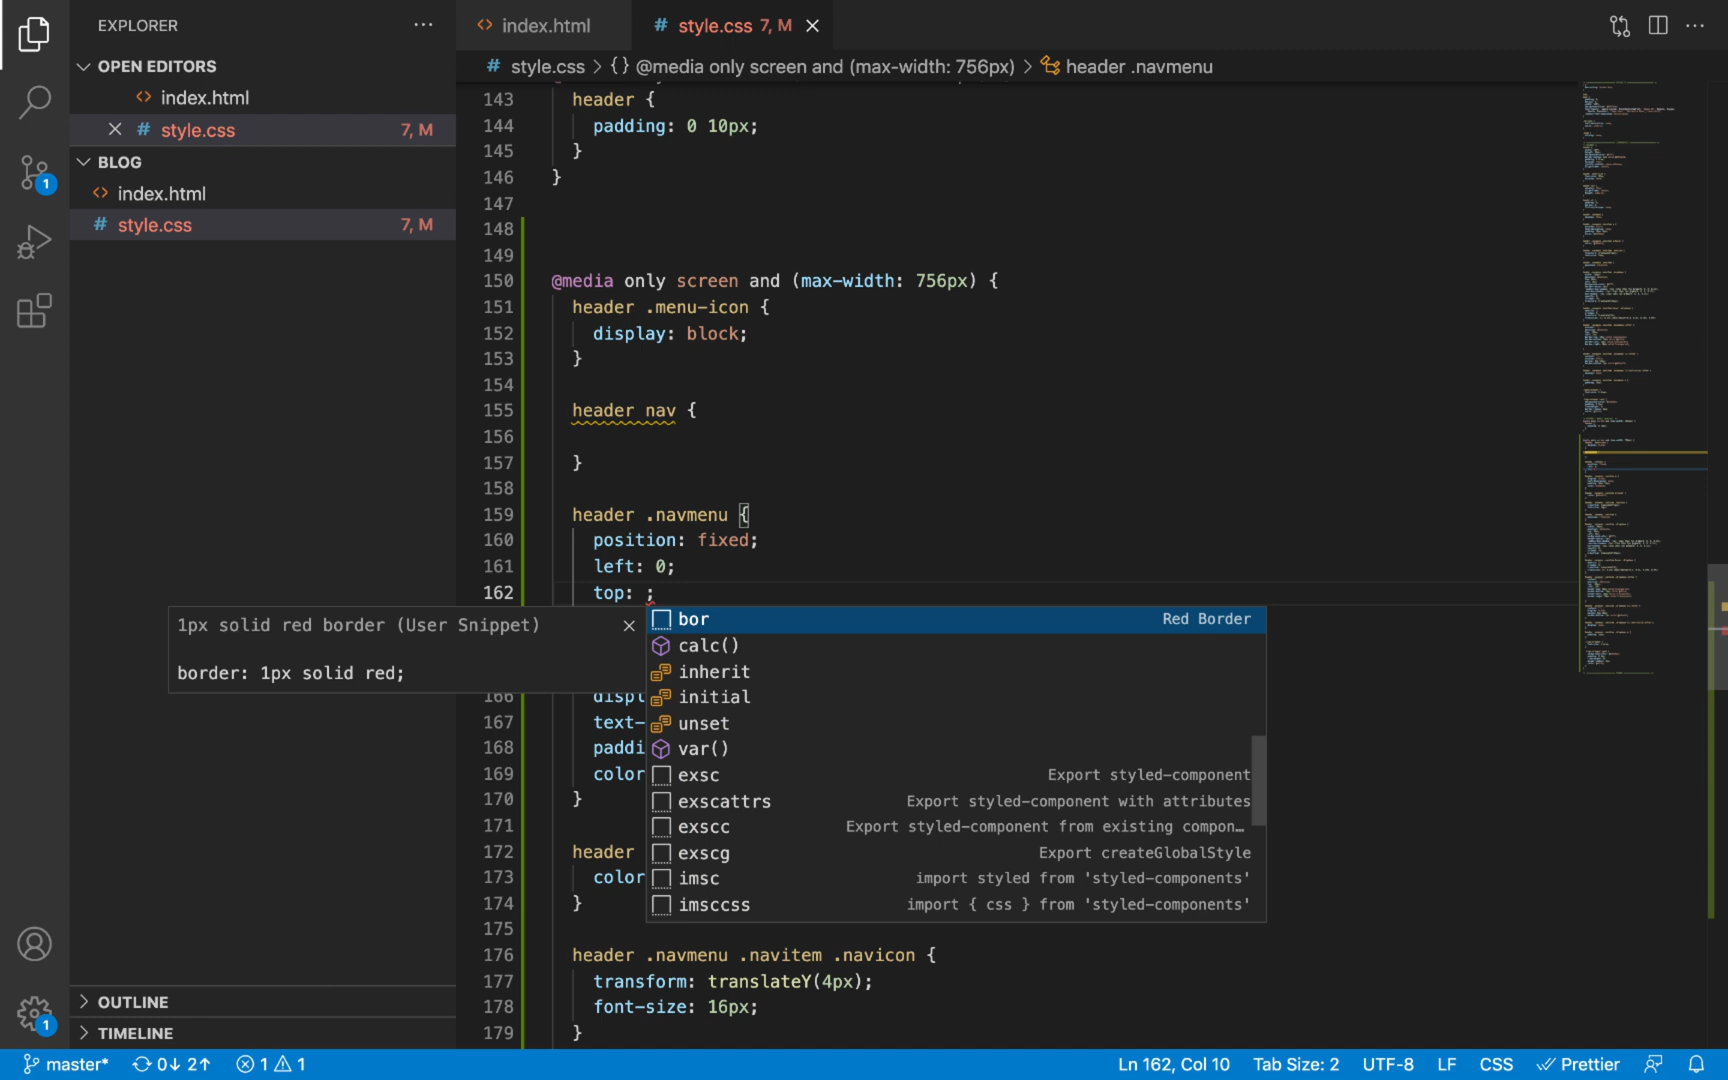 EXPLORER
OPEN EDITORS
index.html
style.css 7, M
BLOG
index.html
style.css 7, M
OUTLINE
TIMELINE
index.html
style.css 7, M
style.css > {} @media only screen and (max-width: 756px) > header .navmenu
143 header {
144 padding: 0 10px;
145 }
146 }
147
148
149
150 @media only screen and (max-width: 756px) {
151 header .menu-icon {
152 display: block;
153 }
154
155 header nav {
156
157 }
158
159 header .navmenu {
160 position: fixed;
161 left: 0;
162 top: ;
1px solid red border (User Snippet)
border: 1px solid red;
bor Red Border
calc()
inherit
initial
unset
var()
exsc Export styled-component
exscattrs Export styled-component with attributes
exscc Export styled-component from existing compon…
exscg Export createGlobalStyle
imsc import styled from 'styled-components'
imsccss import { css } from 'styled-components'
166 displ
167 text-
168 paddi
169 color
170 }
171
172 header
173 color
174 }
175
176 header .navmenu .navitem .navicon {
177 transform: translateY(4px);
178 font-size: 16px;
179 }
1
1
master* 0↓ 2↑ 1 1
Ln 162, Col 10 Tab Size: 2 UTF-8 LF CSS Prettier